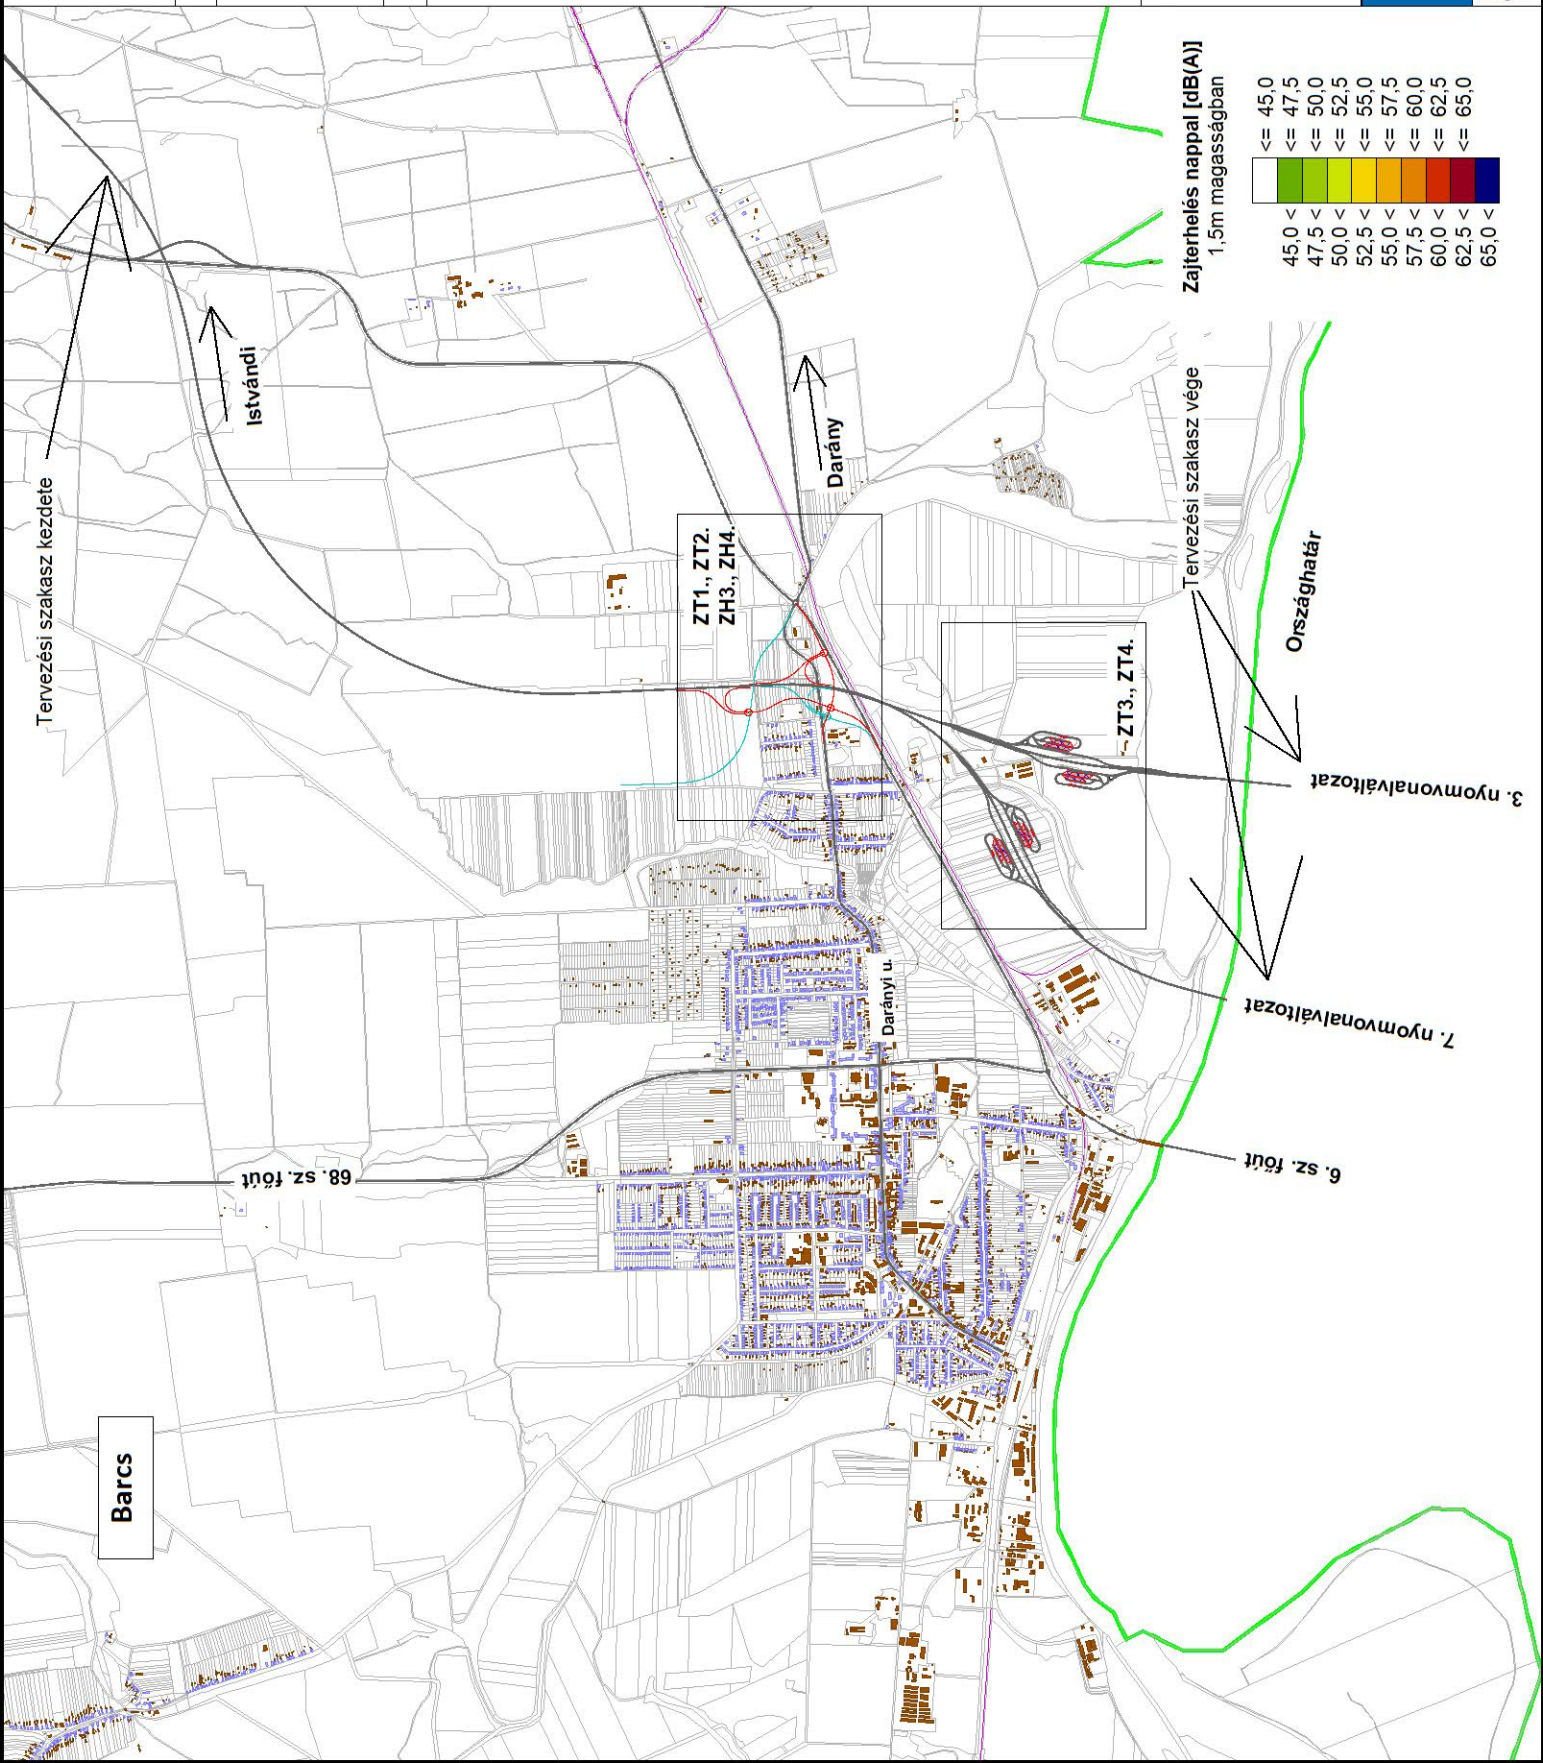 Tervezési szakasz kezdete
Istvándi
Zajterhelés nappal [dB(A)]
1,5m magasságban
<= 45,0
45,0 < <= 47,5
47,5 < <= 50,0
50,0 < <= 52,5
52,5 < <= 55,0
55,0 < <= 57,5
57,5 < <= 60,0
60,0 < <= 62,5
62,5 < <= 65,0
65,0 <
Darány
Tervezési szakasz vége
ZT1., ZT2.
ZH3., ZH4.
Országhatár
ZT3., ZT4.
3. nyomvonalváltozat
Darányi u.
7. nyomvonalváltozat
68. sz. főút
6. sz. főút
Barcs